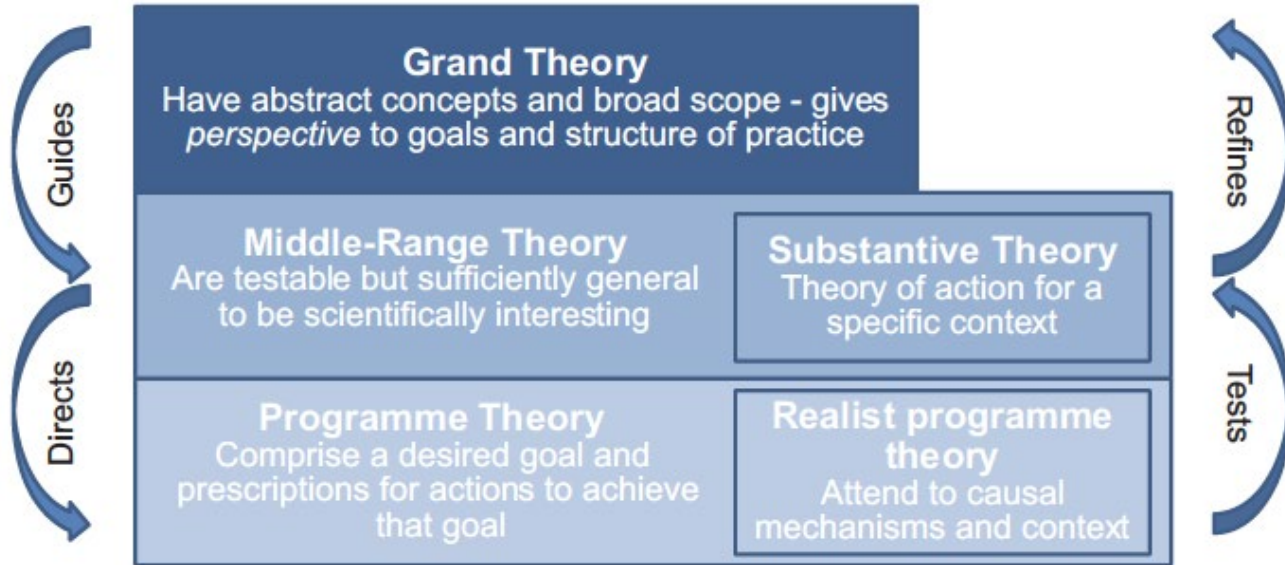 Grand Theory
Have abstract concepts and broad scope - gives
perspective to goals and structure of practice
Guides
Refines
Middle-Range Theory
Are testable but sufficiently general
to be scientifically interesting
Substantive Theory
Theory of action for a
specific context
Directs
Tests
Programme Theory
Comprise a desired goal and
prescriptions for actions to achieve
that goal
Realist programme
theory
Attend to causal
mechanisms and context